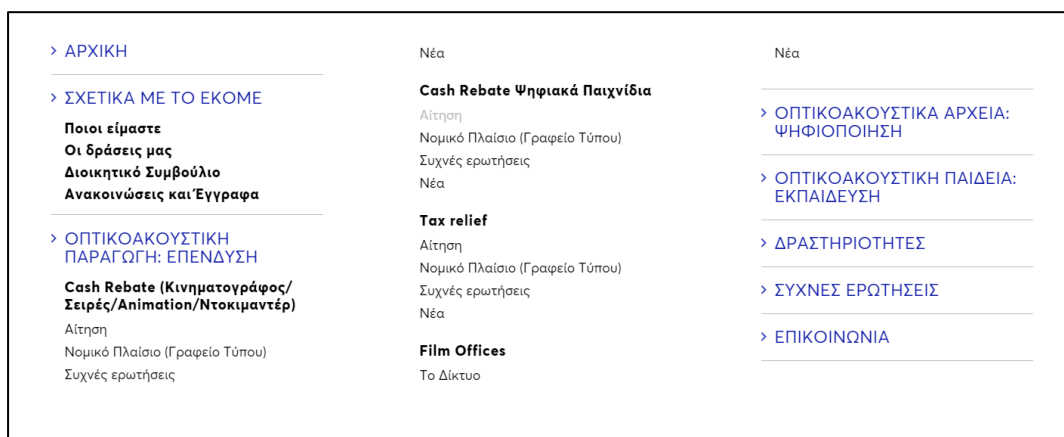 > ΑΡΧΙΚΗ
> ΣΧΕΤΙΚΑ ΜΕ ΤΟ ΕΚΟΜΕ
Ποιοι είμαστε
Οι δράσεις μας
Διοικητικό Συμβούλιο
Ανακοινώσεις και Έγγραφα
> ΟΠΤΙΚΟΑΚΟΥΣΤΙΚΗ
ΠΑΡΑΓΩΓΗ: ΕΠΕΝΔΥΣΗ
Cash Rebate (Κινηματογράφος/
Σειρές/Animation/Ντοκιμαντέρ)
Αίτηση
Νομικό Πλαίσιο (Γραφείο Τύπου)
Συχνές ερωτήσεις
Νέα
Cash Rebate Ψηφιακά Παιχνίδια
Αίτηση
Νομικό Πλαίσιο (Γραφείο Τύπου)
Συχνές ερωτήσεις
Νέα
Tax relief
Αίτηση
Νομικό Πλαίσιο (Γραφείο Τύπου)
Συχνές ερωτήσεις
Νέα
Film Offices
Το Δίκτυο
Νέα
> ΟΠΤΙΚΟΑΚΟΥΣΤΙΚΑ ΑΡΧΕΙΑ:
ΨΗΦΙΟΠΟΙΗΣΗ
> ΟΠΤΙΚΟΑΚΟΥΣΤΙΚΗ ΠΑΙΔΕΙΑ:
ΕΚΠΑΙΔΕΥΣΗ
> ΔΡΑΣΤΗΡΙΟΤΗΤΕΣ
> ΣΥΧΝΕΣ ΕΡΩΤΗΣΕΙΣ
> ΕΠΙΚΟΙΝΩΝΙΑ